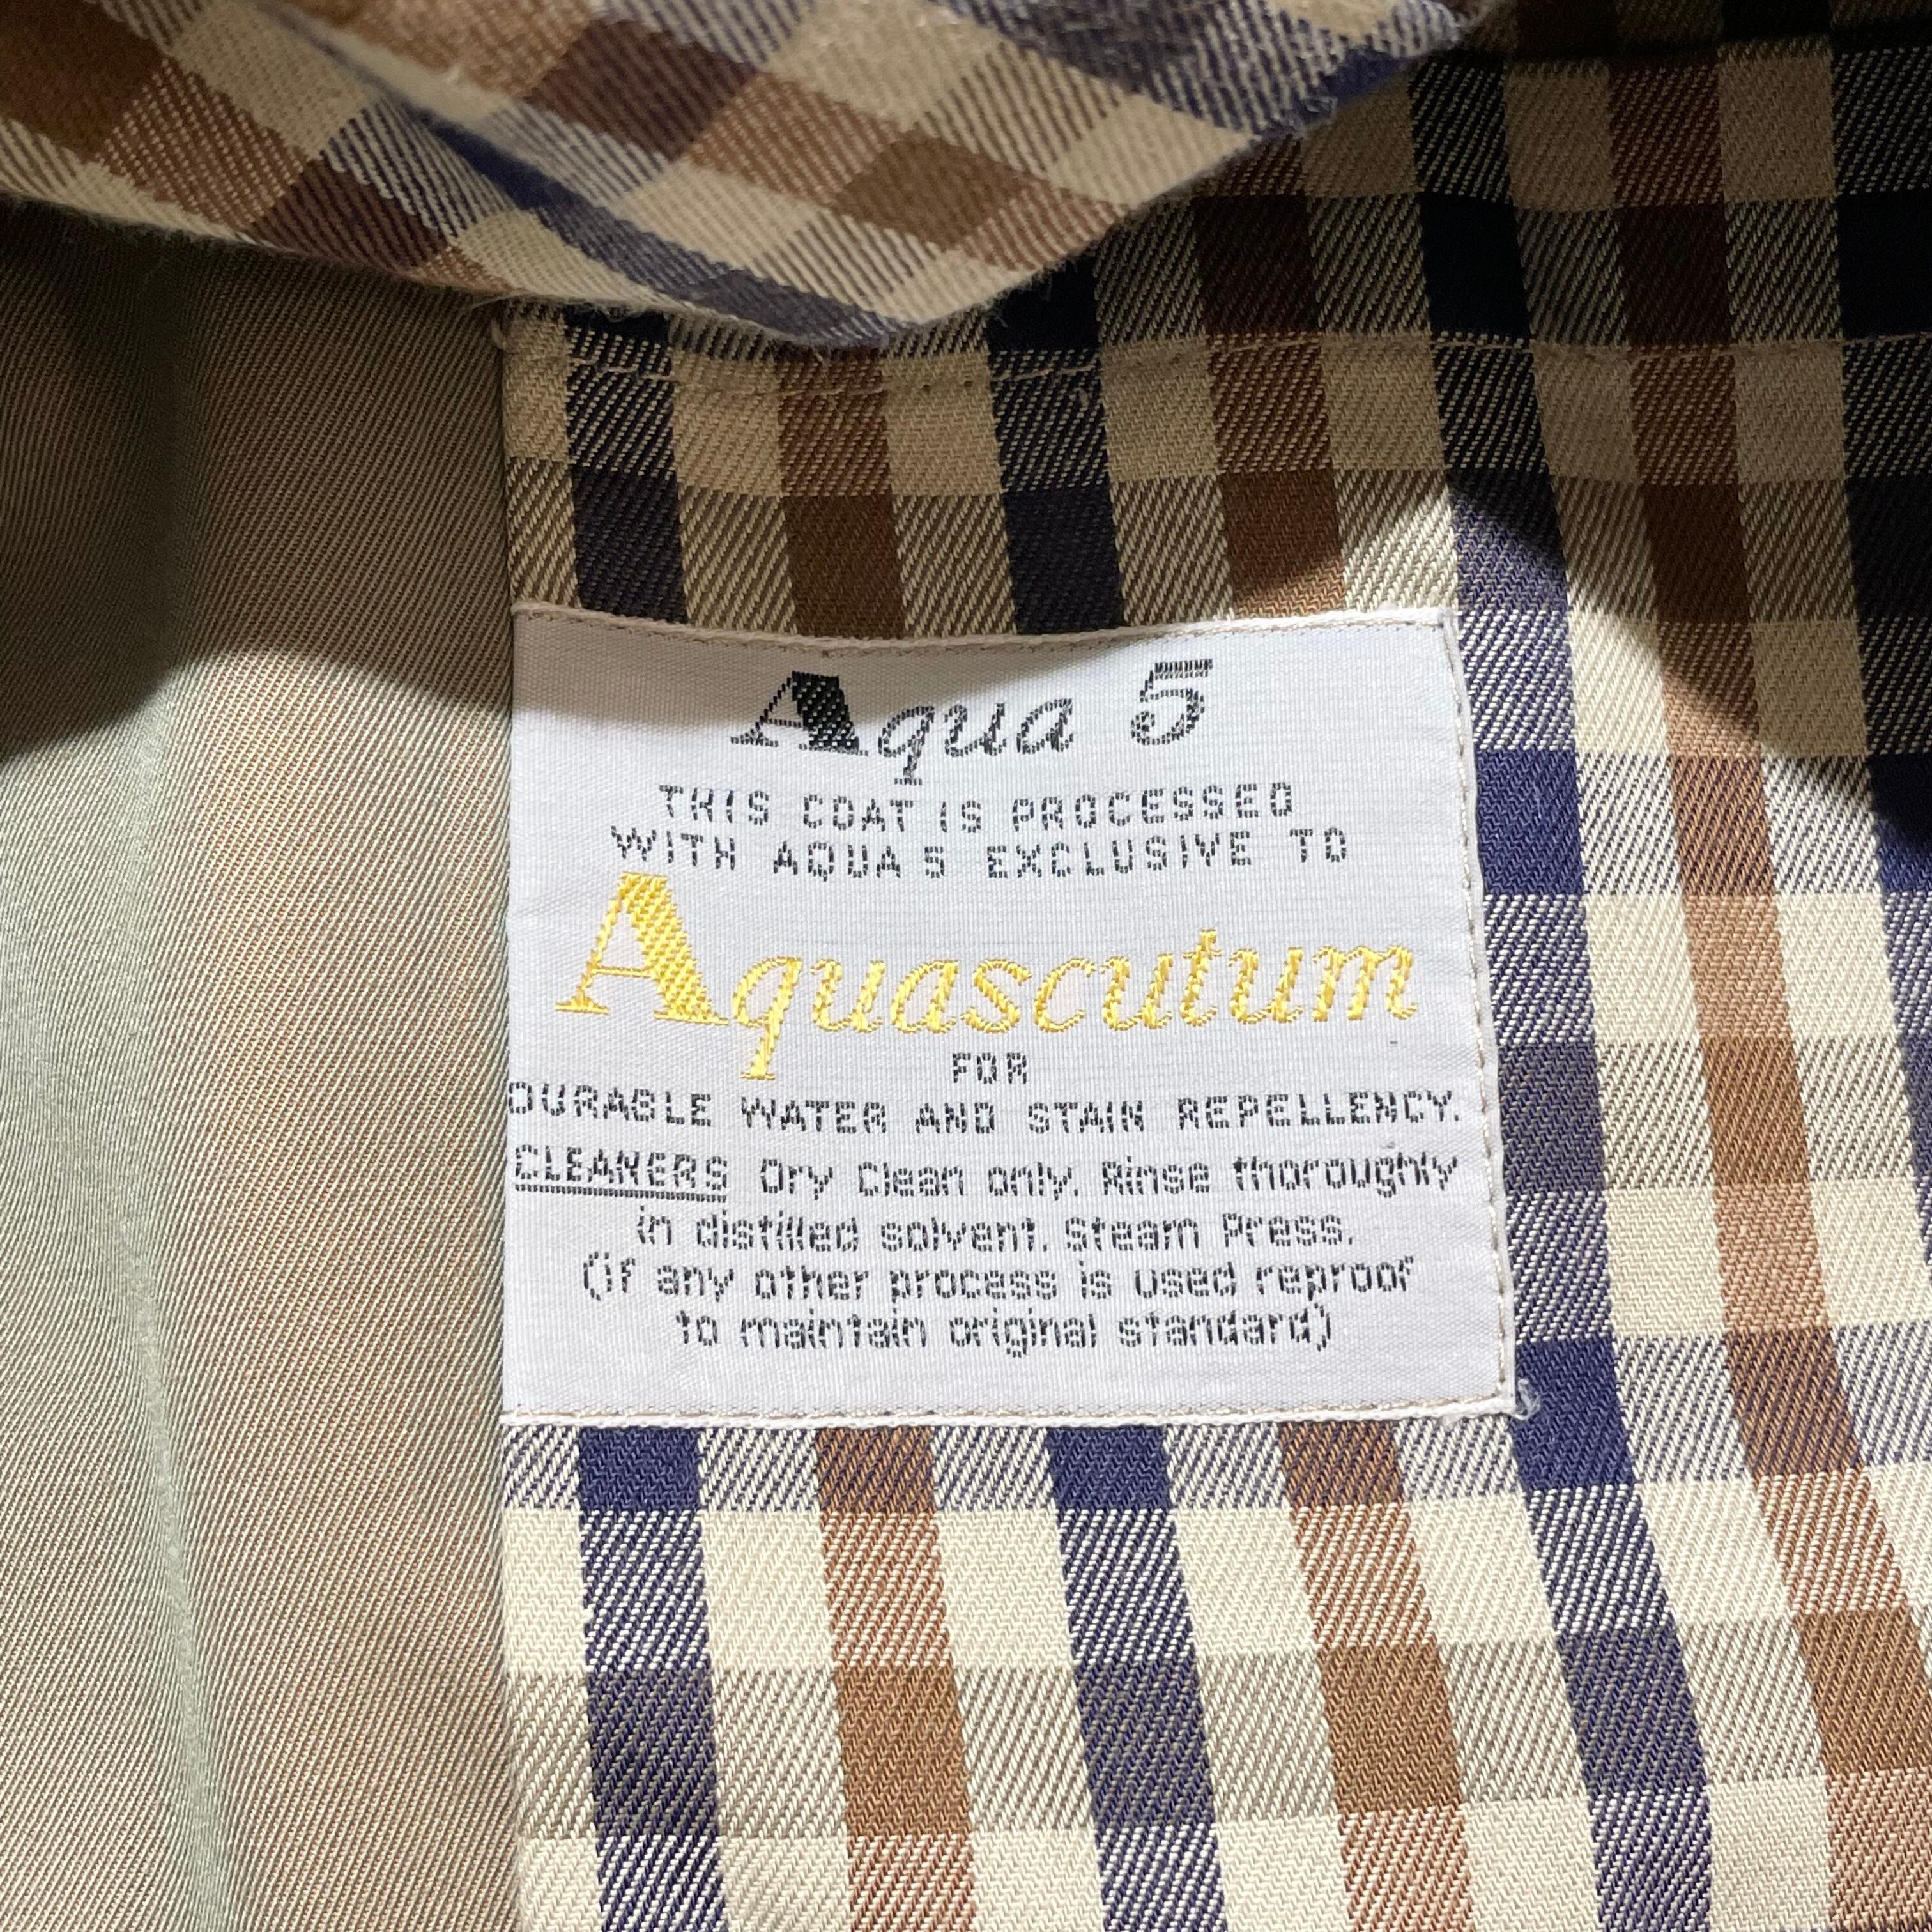 Aqua 5
THIS COAT IS PROCESSED
WITH AQUA 5 EXCLUSIVE TO
Aquascutum
FOR
DURABLE WATER AND STAIN REPELLENCY.
CLEANERS Dry Clean only. Rinse thoroughly
in distilled solvent. Steam Press.
(if any other process is used reproof
to maintain original standard)